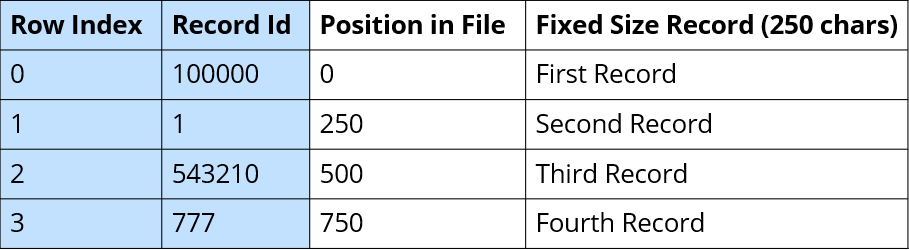 Row Index Record Id Position in File Fixed Size Record (250 chars)
0 100000 0 First Record
1 1 250 Second Record
2 543210 500 Third Record
3 777 750 Fourth Record